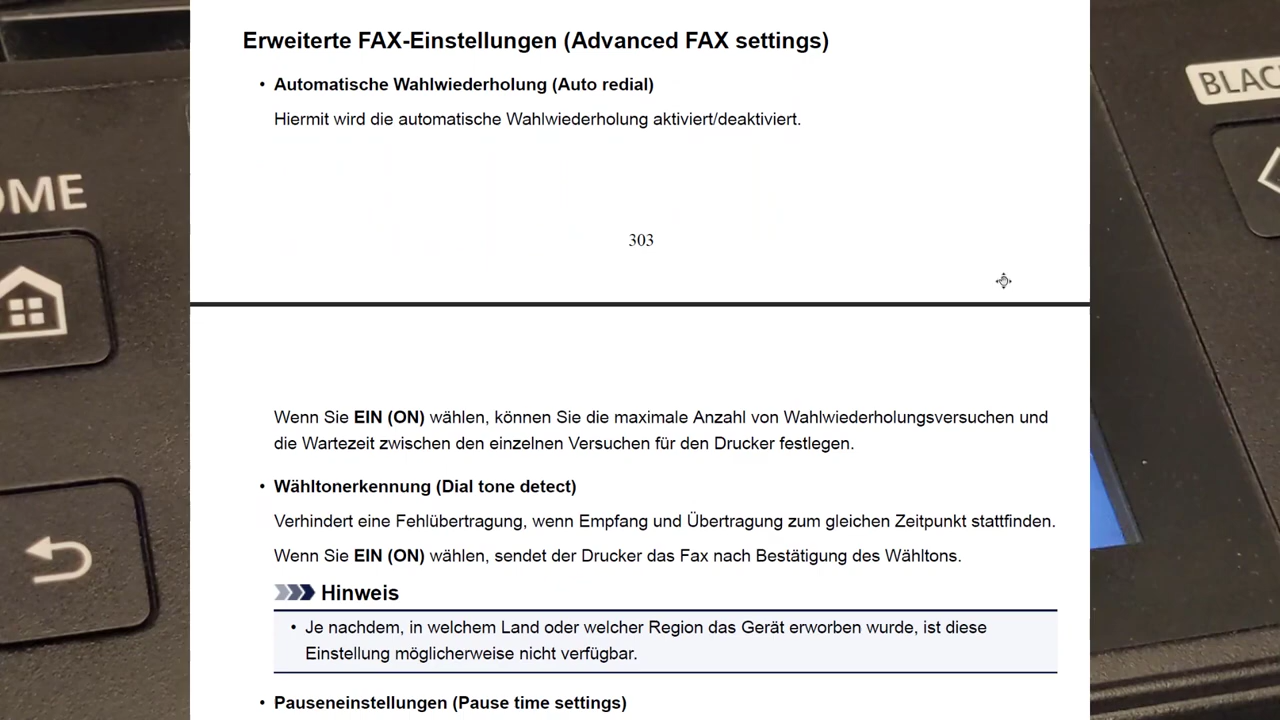 Erweiterte FAX-Einstellungen (Advanced FAX settings)
• Automatische Wahlwiederholung (Auto redial)
Hiermit wird die automatische Wahlwiederholung aktiviert/deaktiviert.
OME
BLAC
303
Wenn Sie EIN (ON) wählen, können Sie die maximale Anzahl von Wahlwiederholungsversuchen und
die Wartezeit zwischen den einzelnen Versuchen für den Drucker festlegen.
• Wähltonerkennung (Dial tone detect)
Verhindert eine Fehlübertragung, wenn Empfang und Übertragung zum gleichen Zeitpunkt stattfinden.
Wenn Sie EIN (ON) wählen, sendet der Drucker das Fax nach Bestätigung des Wähltons.
Hinweis
• Je nachdem, in welchem Land oder welcher Region das Gerät erworben wurde, ist diese
Einstellung möglicherweise nicht verfügbar.
• Pauseneinstellungen (Pause time settings)